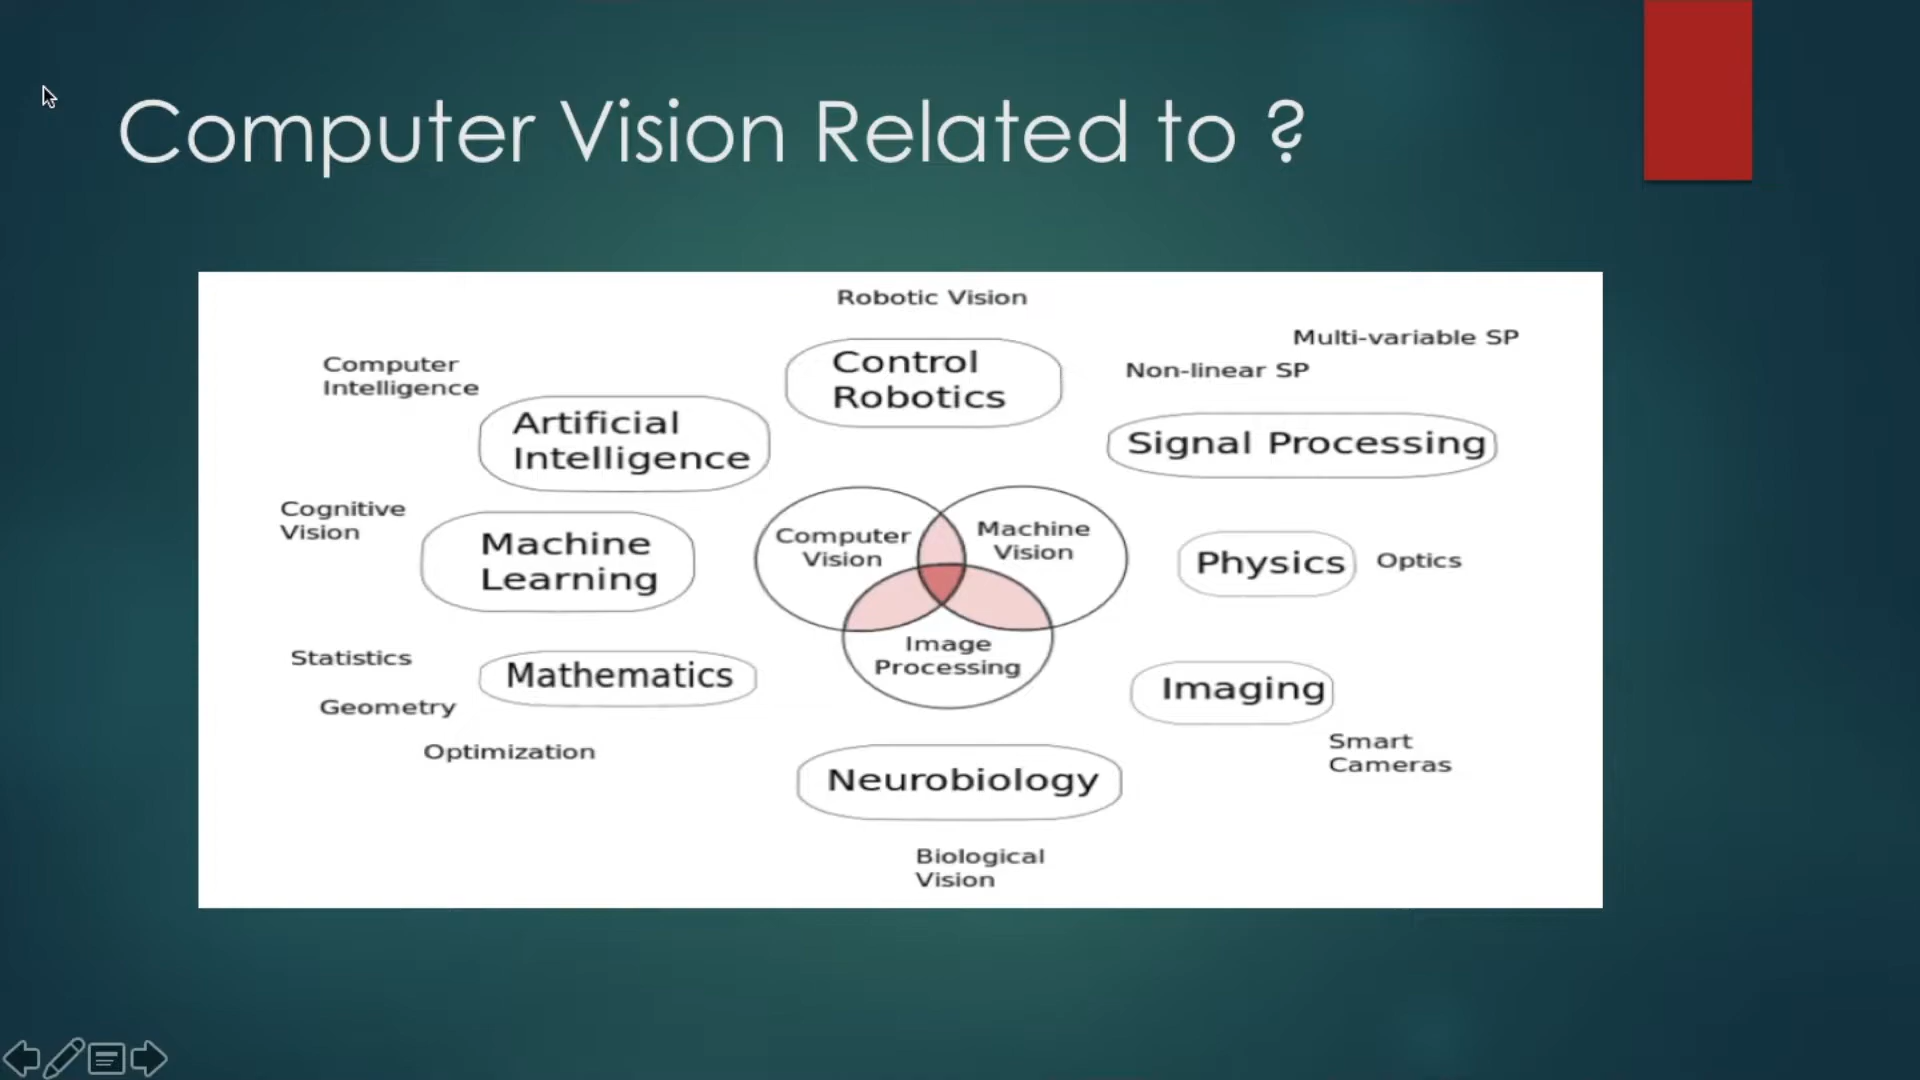 Computer Vision Related to ?
Robotic Vision
Multi-variable SP
Computer
Intelligence
Control
Robotics
Non-linear SP
Artificial
Intelligence
Signal Processing
Cognitive
Vision
Machine
Learning
Computer
Vision
Machine
Vision
Physics
Optics
Image
Processing
Statistics
Mathematics
Geometry
Imaging
Optimization
Smart
Cameras
Neurobiology
Biological
Vision